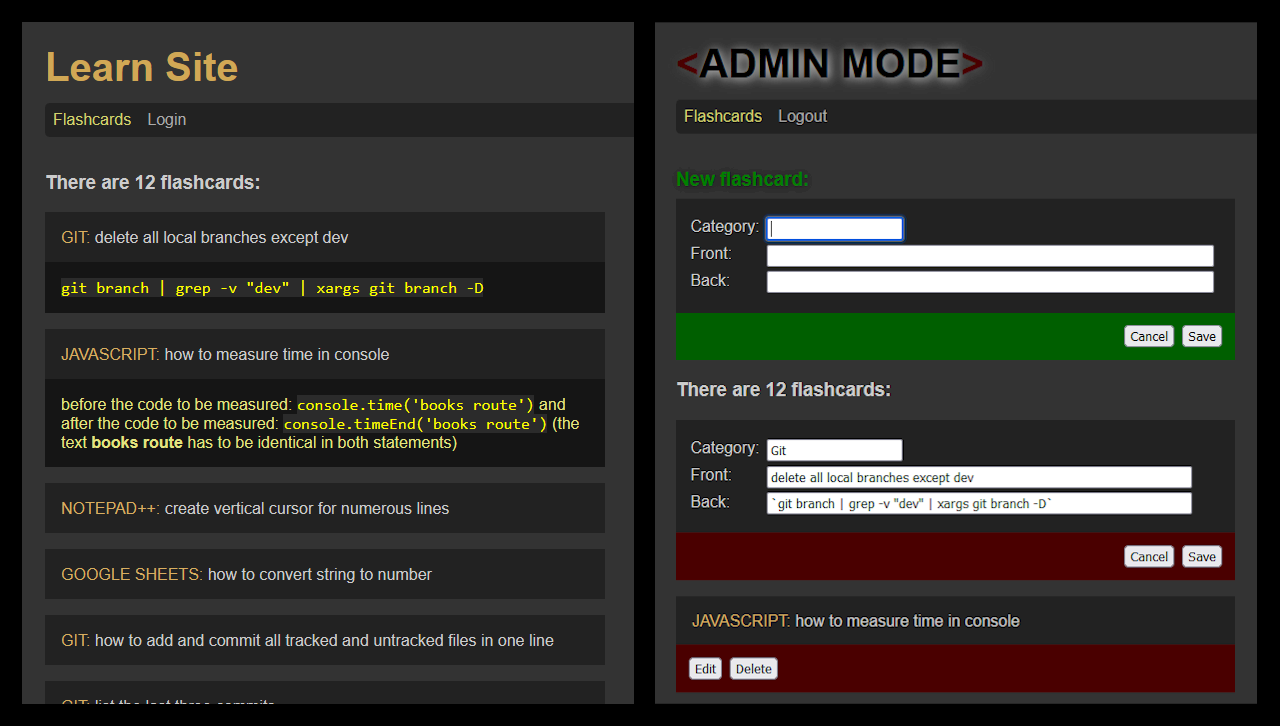 Learn Site
Flashcards Login
There are 12 flashcards:
GIT: delete all local branches except dev
git branch | grep -v "dev" | xargs git branch -D
JAVASCRIPT: how to measure time in console
before the code to be measured: console.time('books route') and
after the code to be measured: console.timeEnd('books route') (the
text books route has to be identical in both statements)
NOTEPAD++: create vertical cursor for numerous lines
GOOGLE SHEETS: how to convert string to number
GIT: how to add and commit all tracked and untracked files in one line
GIT: list the last three commits
<ADMIN MODE>
Flashcards Logout
New flashcard:
Category:
Front:
Back:
Cancel Save
There are 12 flashcards:
Category: Git
Front: delete all local branches except dev
Back: `git branch | grep -v "dev" | xargs git branch -D`
Cancel Save
JAVASCRIPT: how to measure time in console
Edit Delete